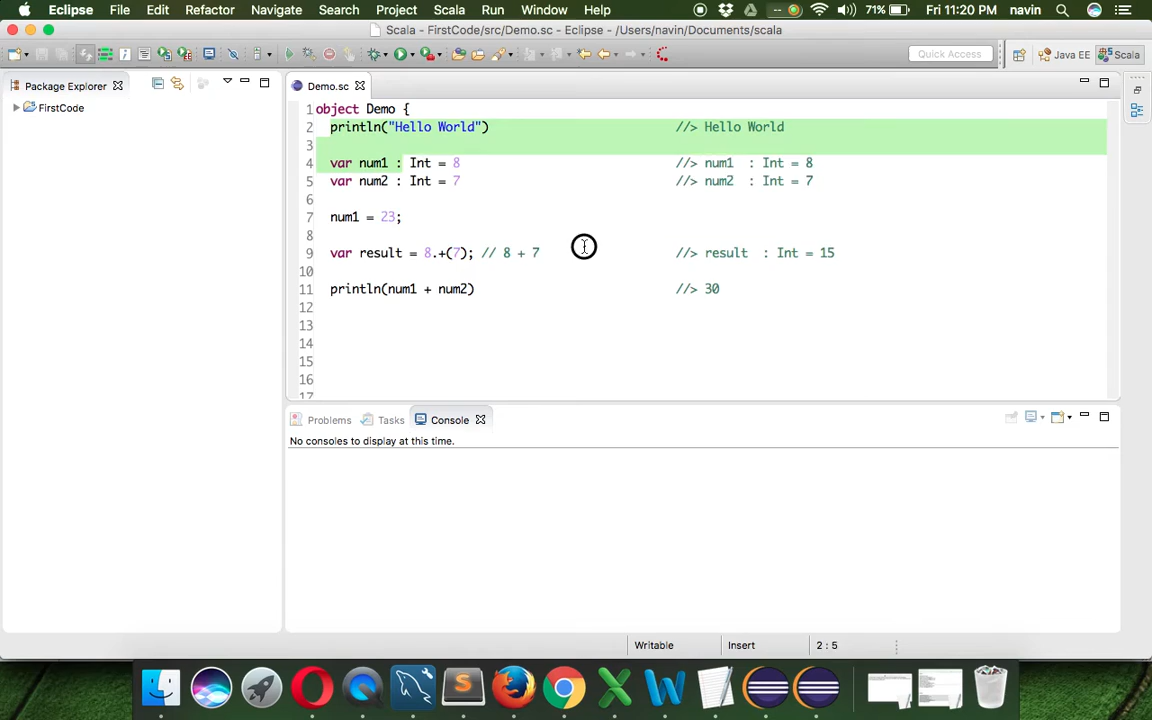 Eclipse File Edit Refactor Navigate Search Project Scala Run Window Help 71% Fri 11:20 PM navin
Scala - FirstCode/src/Demo.sc - Eclipse - /Users/navin/Documents/scala
Quick Access Java EE Scala
Package Explorer
FirstCode
Demo.sc
1 object Demo {
2 println("Hello World") //> Hello World
3
4 var num1 : Int = 8 //> num1  : Int = 8
5 var num2 : Int = 7 //> num2  : Int = 7
6
7 num1 = 23;
8
9 var result = 8.+(7); // 8 + 7 //> result  : Int = 15
10
11 println(num1 + num2) //> 30
12
13
14
15
16
17
Problems Tasks Console
No consoles to display at this time.
Writable Insert 2 : 5